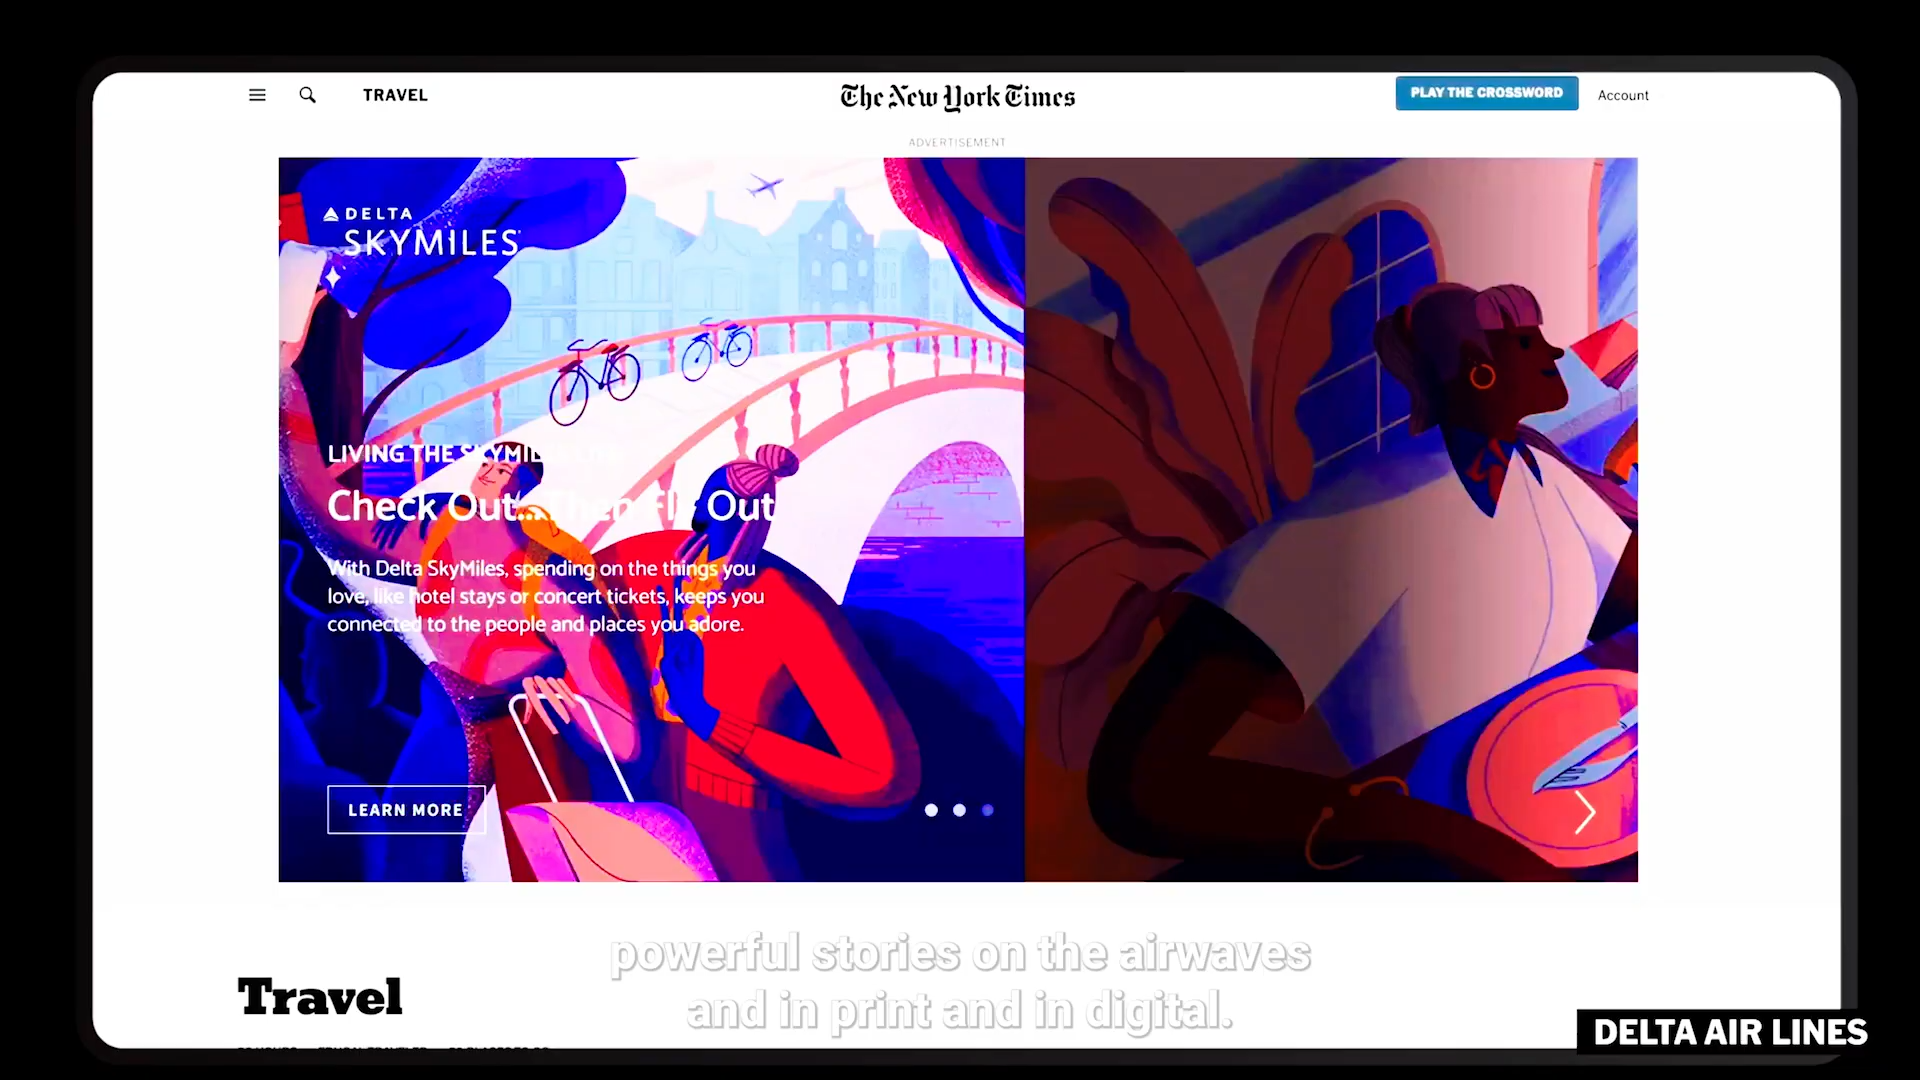 TRAVEL
The New York Times
PLAY THE CROSSWORD
Account
ADVERTISEMENT
DELTA
SKYMILES
LIVING THE SKYMILES
Check Out...Then Fly Out
With Delta SkyMiles, spending on the things you
love, like hotel stays or concert tickets, keeps you
connected to the people and places you adore.
LEARN MORE
powerful stories on the airwaves
and in print and in digital.
Travel
DELTA AIR LINES